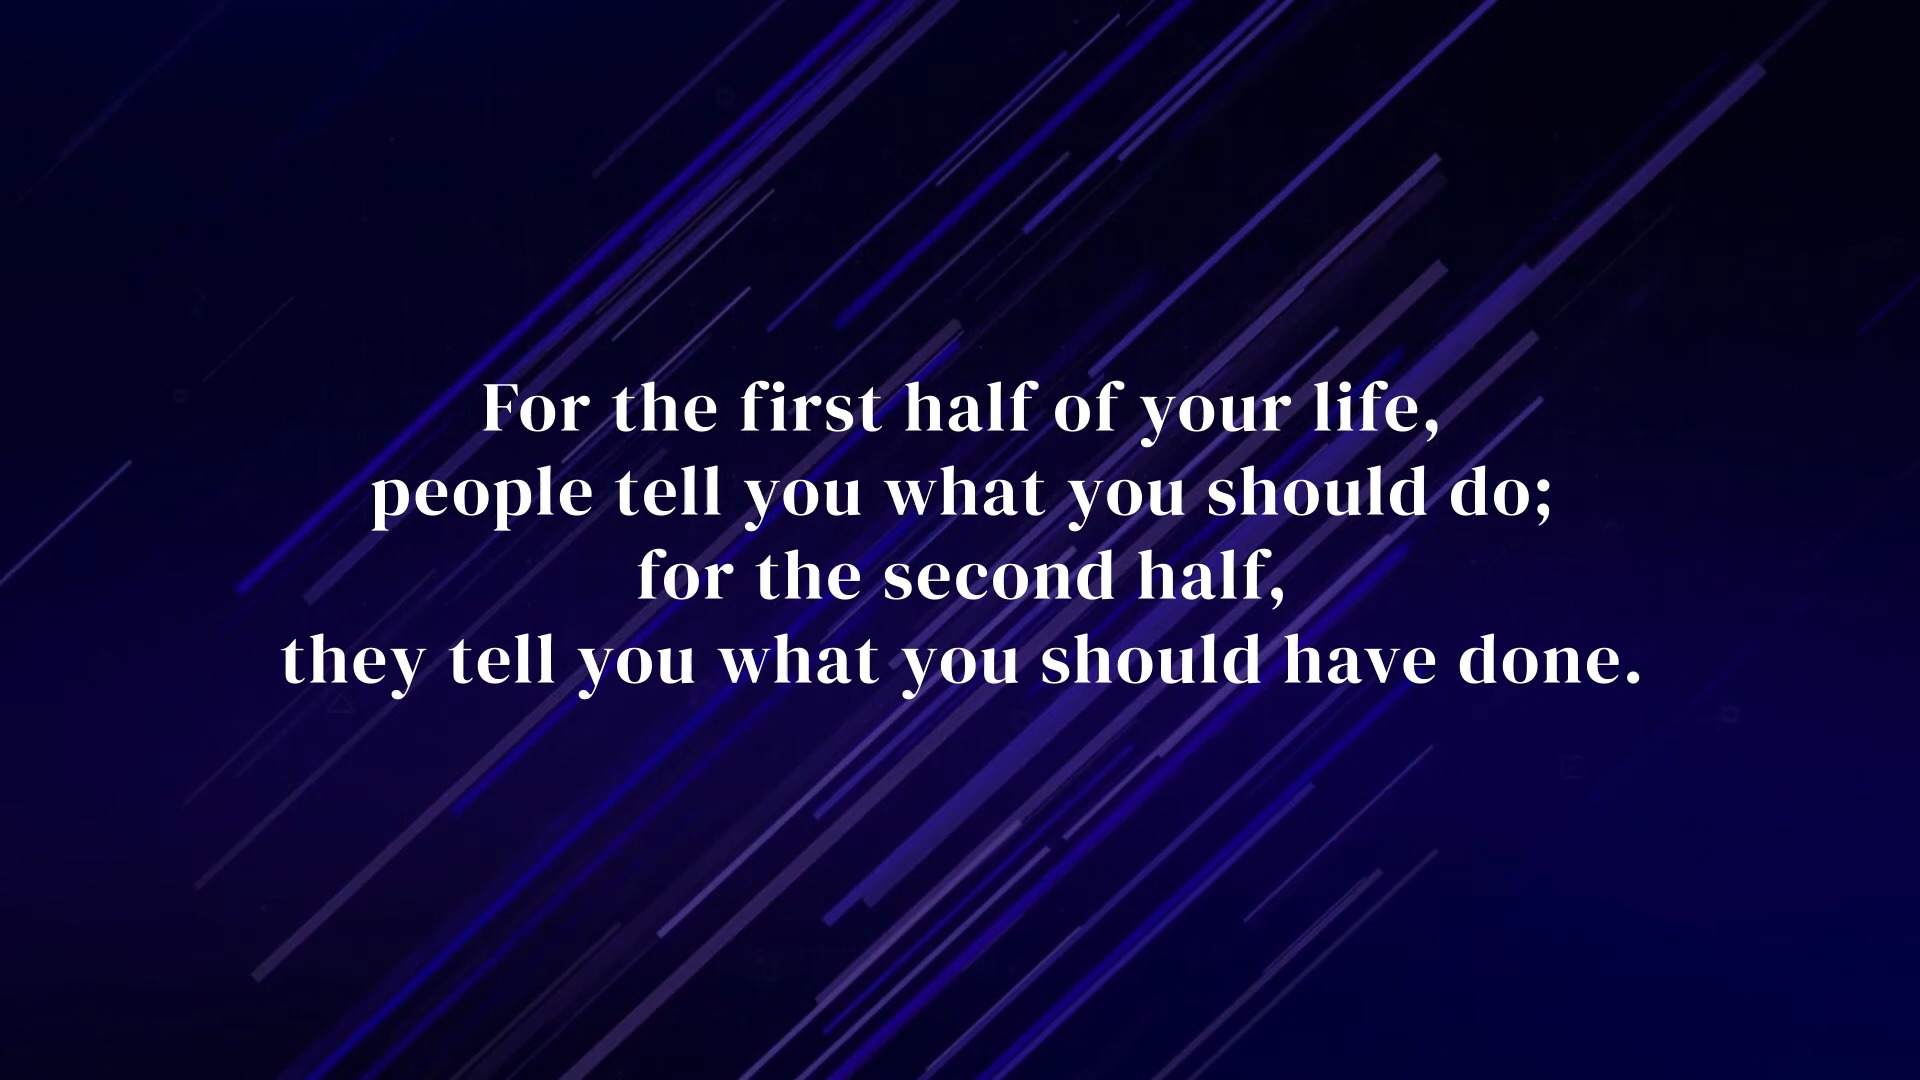 For the first half of your life,
people tell you what you should do;
for the second half,
they tell you what you should have done.